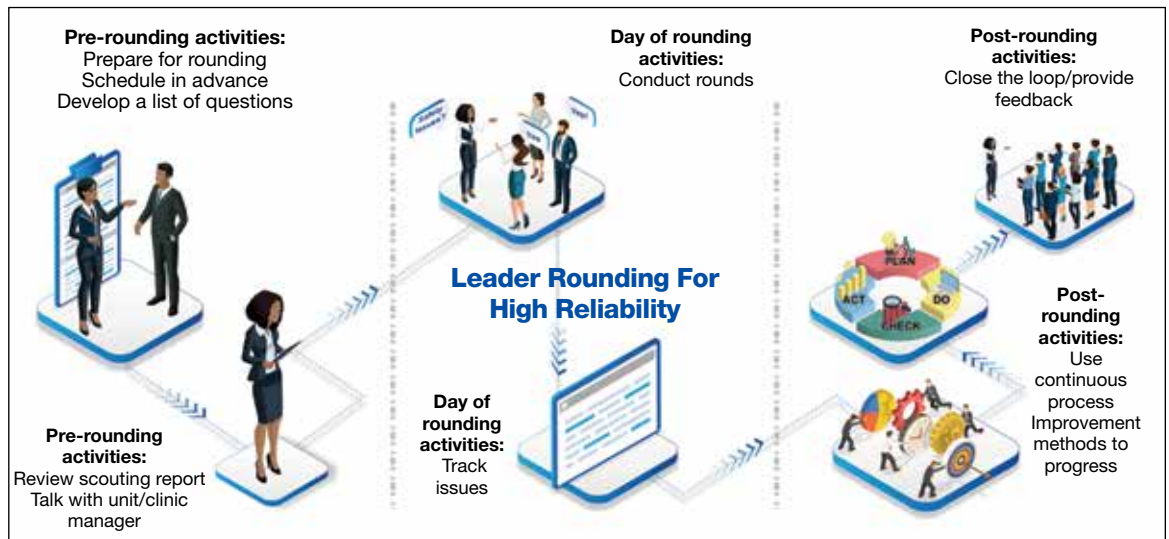 Pre-rounding activities:
Prepare for rounding
Schedule in advance
Develop a list of questions
Pre-rounding
activities:
Review scouting report
Talk with unit/clinic
manager
Day of rounding
activities:
Conduct rounds
Safety
Issues?
Yes
Yes!
Leader Rounding For
High Reliability
Day of
rounding
activities:
Track
issues
Post-rounding
activities:
Close the loop/provide
feedback
PLAN
DO
CHECK
ACT
Post-
rounding
activities:
Use
continuous
process
Improvement
methods to
progress